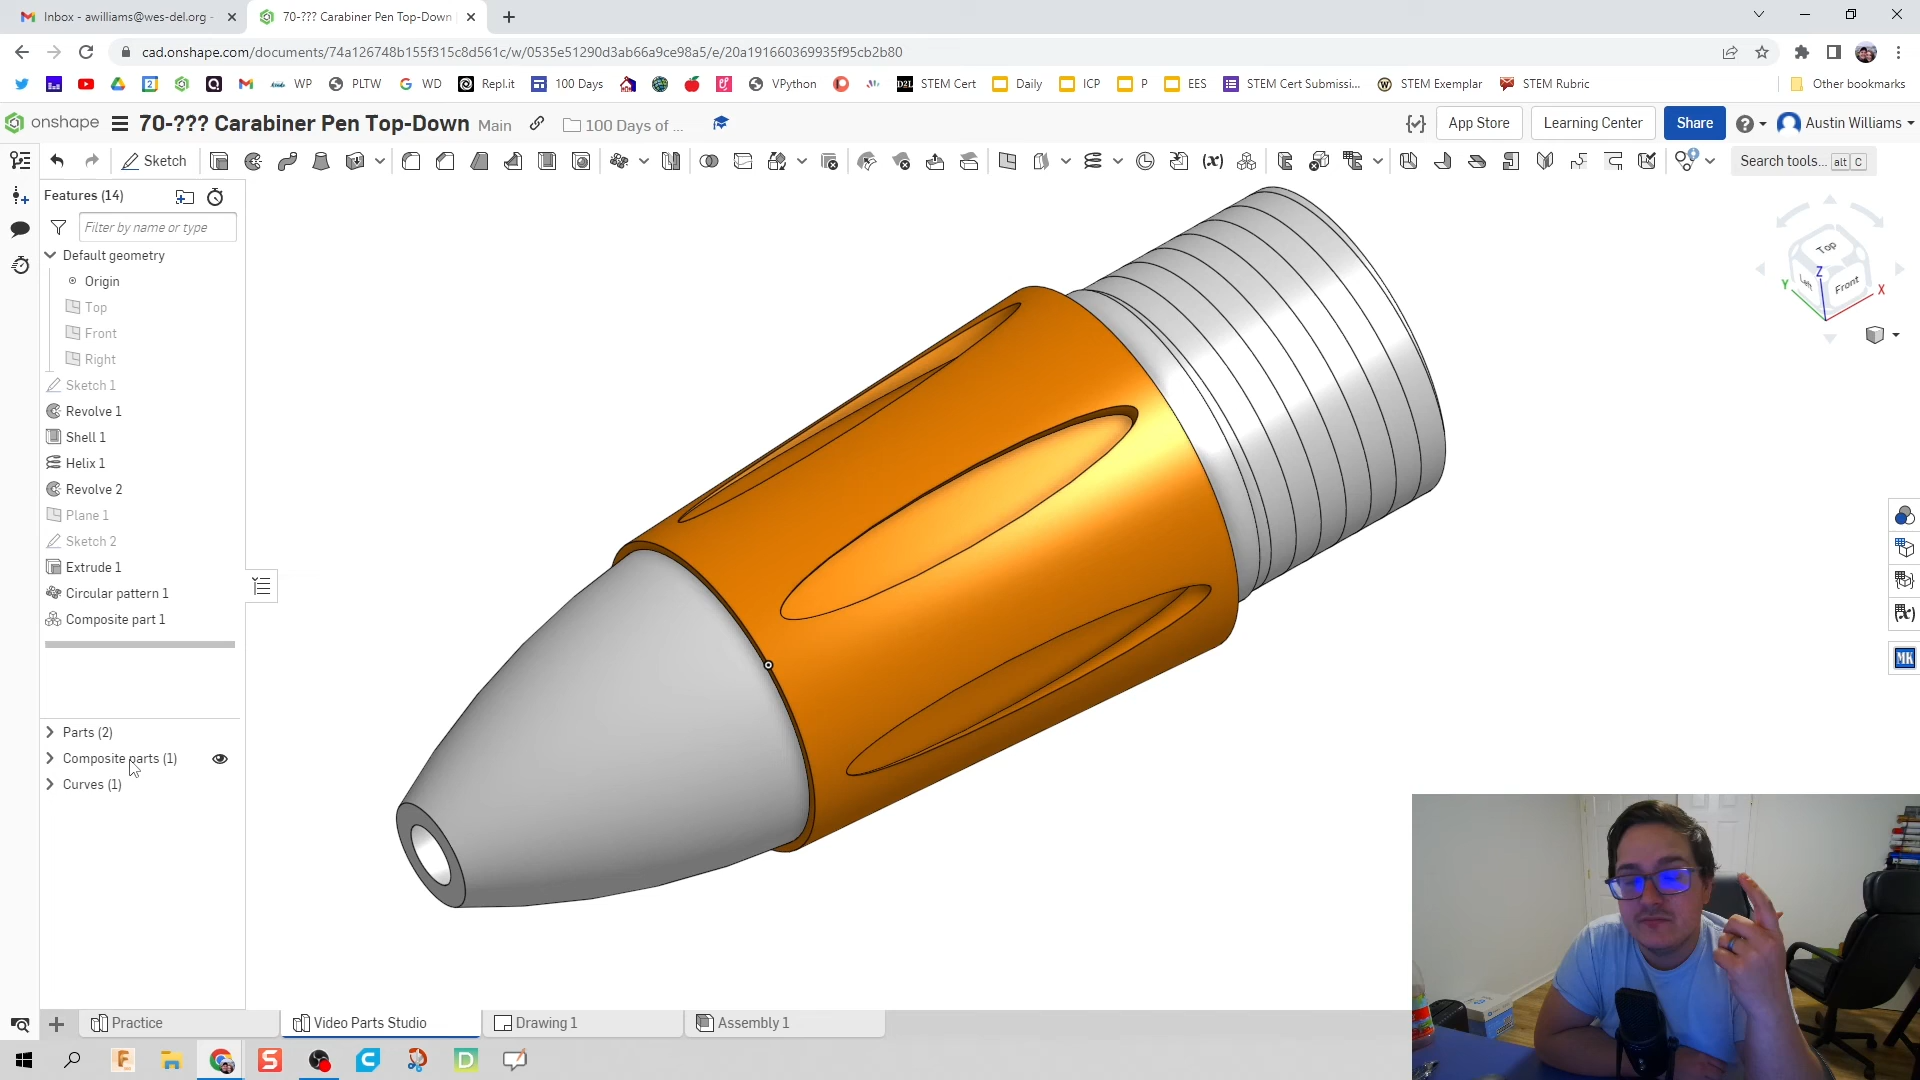 Inbox - awilliams@wes-del.org -
70-??? Carabiner Pen Top-Down
cad.onshape.com/documents/74a126748b155f315c8d561c/w/0535e51290d3ab66a9ce98a5/e/20a191660369935f95cb2b80
WP PLTW WD Repl.it 100 Days VPython STEM Cert Daily ICP P EES STEM Cert Submissi... STEM Exemplar STEM Rubric Other bookmarks
onshape 70-??? Carabiner Pen Top-Down Main 100 Days of ... App Store Learning Center Share Austin Williams
Sketch Search tools... alt C
Features (14)
Filter by name or type
Default geometry
Origin
Top
Front
Right
Sketch 1
Revolve 1
Shell 1
Helix 1
Revolve 2
Plane 1
Sketch 2
Extrude 1
Circular pattern 1
Composite part 1
Parts (2)
Composite parts (1)
Curves (1)
Top
Left
Front
Z
Y
X
MK
Practice Video Parts Studio Drawing 1 Assembly 1